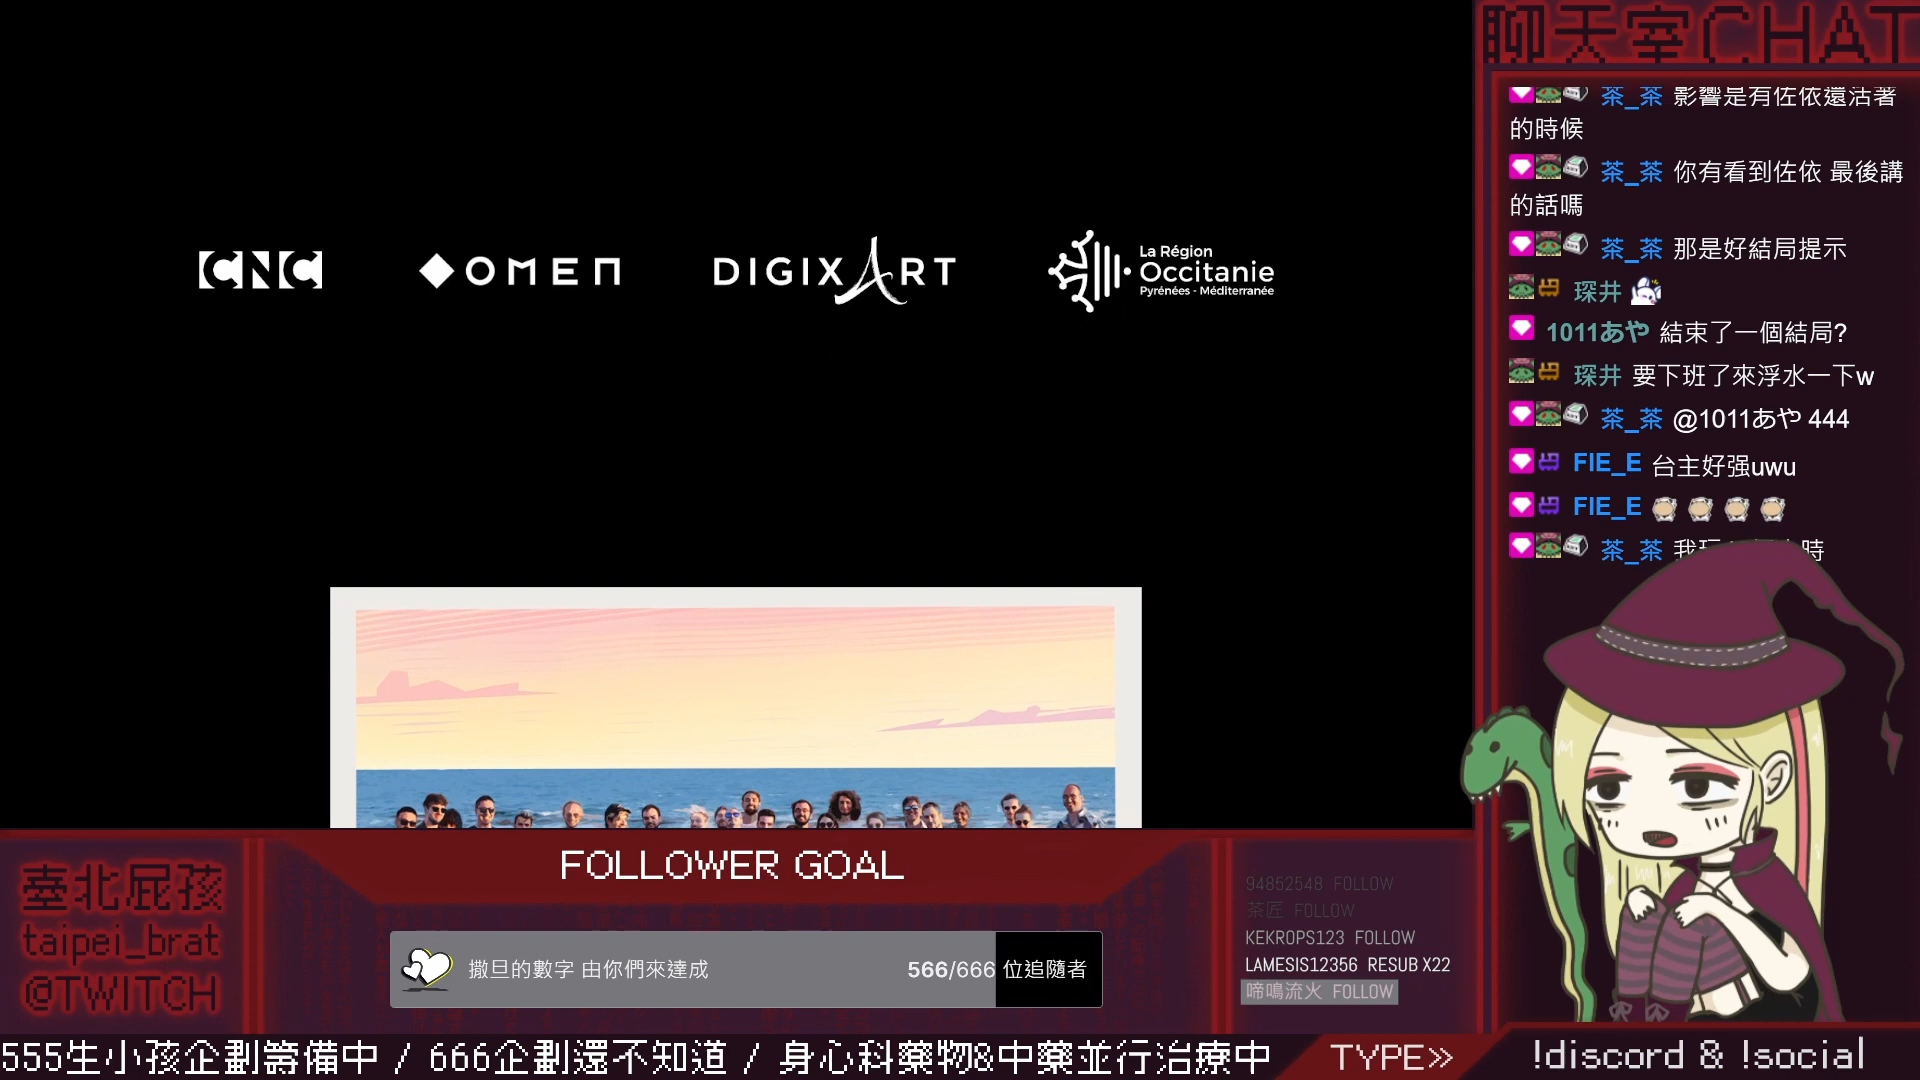 CNC
OMEN
DIGIXART
La Région
Occitanie
Pyrénées - Méditerranée
聊天室CHAT
茶_茶 影響是有佐依還活著
的時候
茶_茶 你有看到佐依 最後講
的話嗎
茶_茶 那是好結局提示
琛井
1011あや 結束了一個結局?
琛井 要下班了來浮水一下w
茶_茶 @1011あや 444
FIE_E 台主好强uwu
FIE_E
茶_茶 我玩 時
臺北屁孩
taipei_brat
@TWITCH
FOLLOWER GOAL
撒旦的數字 由你們來達成
566/666 位追隨者
94862548 FOLLOW
茶匠 FOLLOW
KEKROPS123 FOLLOW
LAMESIS12356 RESUB X22
啼鳴流火 FOLLOW
555生小孩企劃籌備中 / 666企劃還不知道 / 身心科藥物&中藥並行治療中
TYPE»
!discord & !social